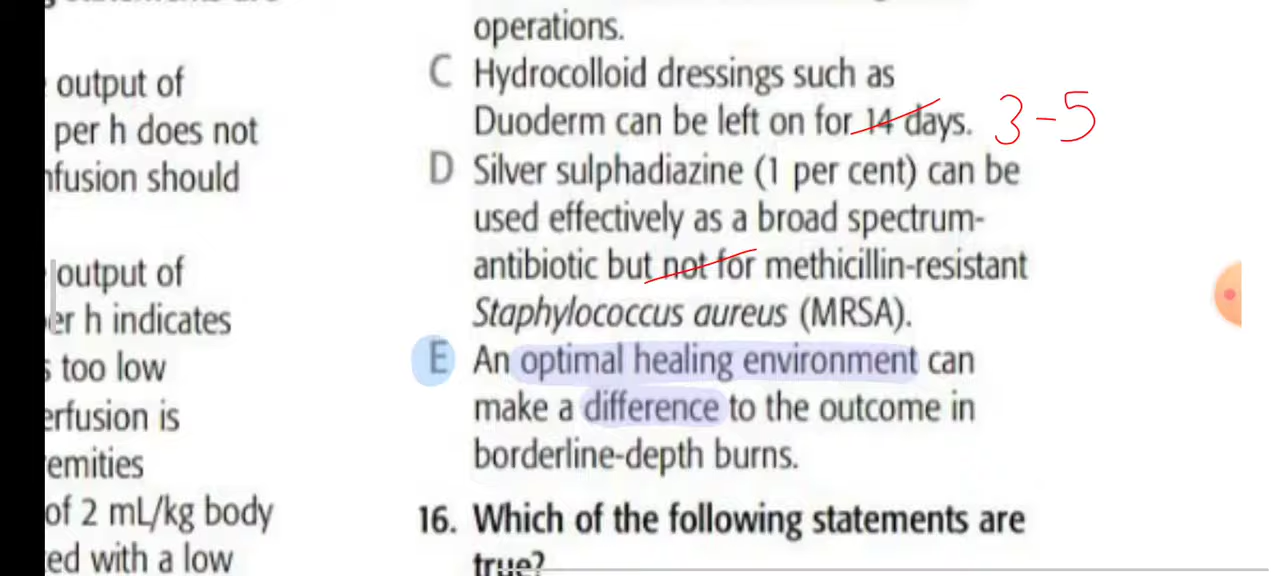 output of
per h does not
nfusion should
output of
er h indicates
too low
erfusion is
emities
of 2 mL/kg body
ed with a low
operations.
C Hydrocolloid dressings such as
Duoderm can be left on for 14 days. 3-5
D Silver sulphadiazine (1 per cent) can be
used effectively as a broad spectrum-
antibiotic but not for methicillin-resistant
Staphylococcus aureus (MRSA).
E An optimal healing environment can
make a difference to the outcome in
borderline-depth burns.
16. Which of the following statements are
true?